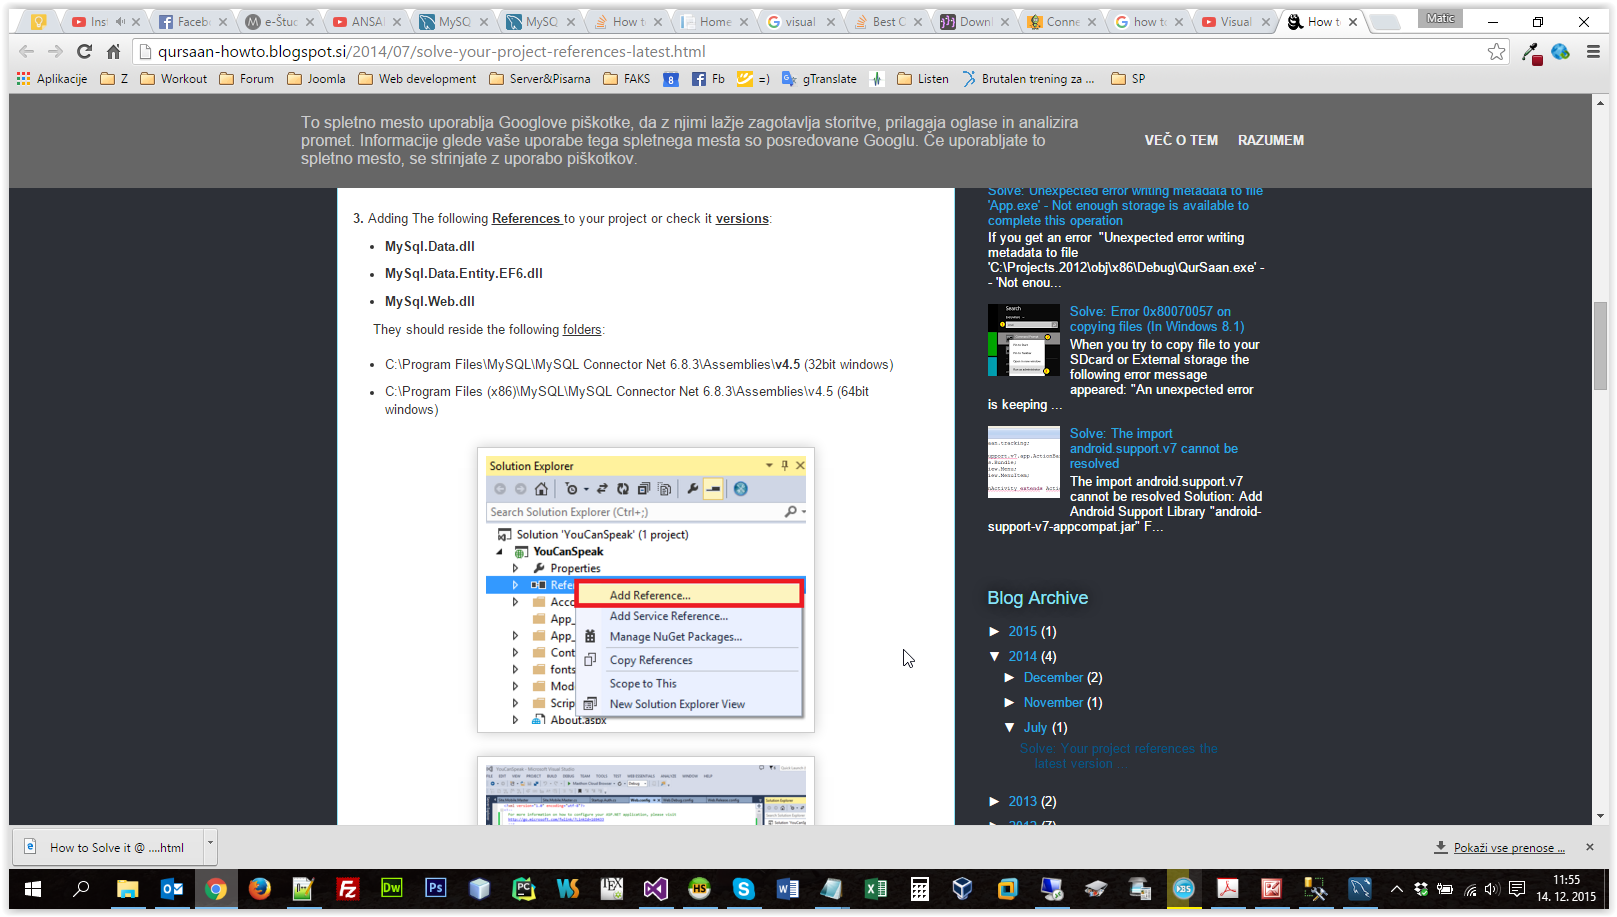 Ins
Faceb
e-Štuc
ANSAI
MySQ
MySQ
How t
Home
visual
Best C
Downl
Conne
how to
Visual
How t
Matic
qursaan-howto.blogspot.si/2014/07/solve-your-project-references-latest.html
Aplikacije
Z
Workout
Forum
Joomla
Web development
Server&Pisarna
FAKS
8
Fb
=)
gTranslate
Listen
Brutalen trening za ...
SP
To spletno mesto uporablja Googlove piškotke, da z njimi lažje zagotavlja storitve, prilagaja oglase in analizira
promet. Informacije glede vaše uporabe tega spletnega mesta so posredovane Googlu. Če uporabljate to
spletno mesto, se strinjate z uporabo piškotkov.
VEČ O TEM
RAZUMEM
3. Adding The following References to your project or check it versions:
MySql.Data.dll
MySql.Data.Entity.EF6.dll
MySql.Web.dll
They should reside the following folders:
C:\Program Files\MySQL\MySQL Connector Net 6.8.3\Assemblies\v4.5 (32bit windows)
C:\Program Files (x86)\MySQL\MySQL Connector Net 6.8.3\Assemblies\v4.5 (64bit
windows)
Solution Explorer
Search Solution Explorer (Ctrl+;)
Solution 'YouCanSpeak' (1 project)
YouCanSpeak
Properties
Refe
Acco
App_
App_
Cont
fonts
Mod
Scrip
About.aspx
Add Reference...
Add Service Reference...
Manage NuGet Packages...
Copy References
Scope to This
New Solution Explorer View
YouCanSpeak - Microsoft Visual Studio
Solve: Unexpected error writing metadata to file
'App.exe' - Not enough storage is available to
complete this operation
If you get an error "Unexpected error writing
metadata to file
'C:\Projects.2012\obj\x86\Debug\QurSaan.exe' -
- 'Not enou...
Search
Solve: Error 0x80070057 on
copying files (In Windows 8.1)
When you try to copy file to your
SDcard or External storage the
following error message
appeared: "An unexpected error
is keeping ...
Solve: The import
android.support.v7 cannot be
resolved
The import android.support.v7
cannot be resolved Solution: Add
Android Support Library "android-
support-v7-appcompat.jar" F...
Blog Archive
► 2015 (1)
▼ 2014 (4)
► December (2)
► November (1)
▼ July (1)
Solve: Your project references the
latest version ...
► 2013 (2)
How to Solve it @ ....html
Pokaži vse prenose ...
11:55
14. 12. 2015